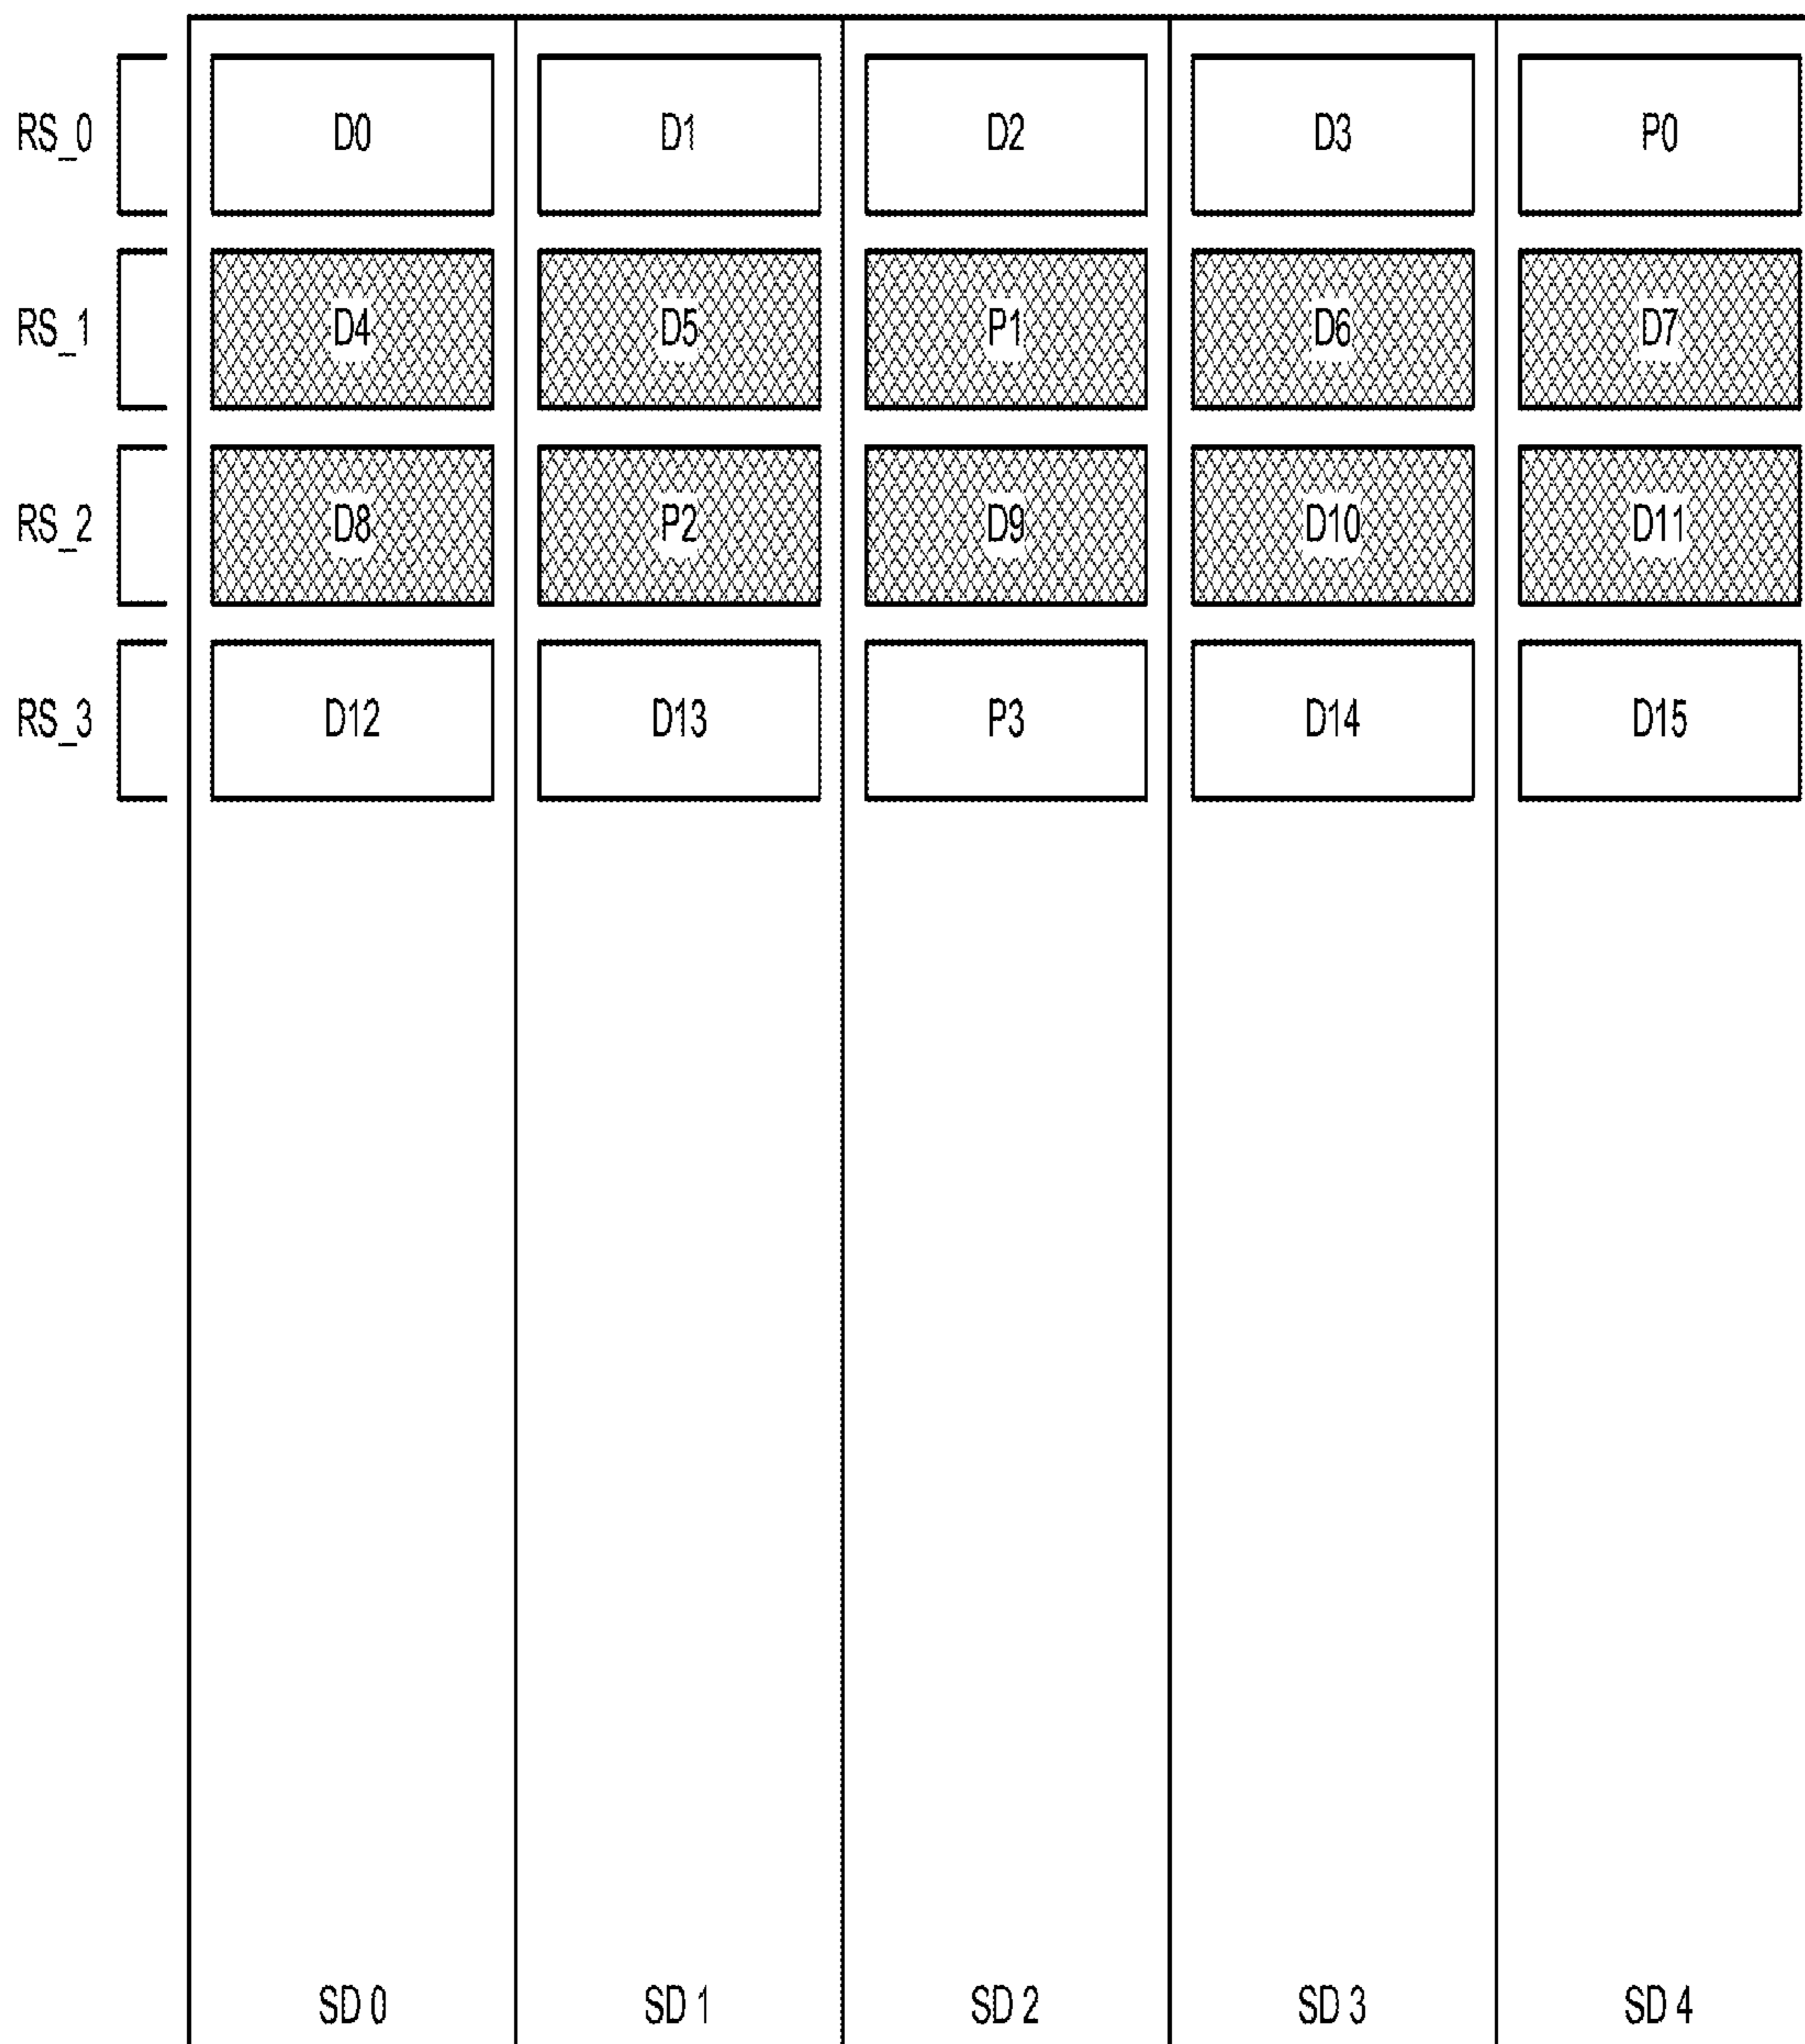 RS_0 D0 D1 D2 D3 P0
RS_1 D4 D5 P1 D6 D7
RS_2 D8 P2 D9 D10 D11
RS_3 D12 D13 P3 D14 D15
SD 0 SD 1 SD 2 SD 3 SD 4